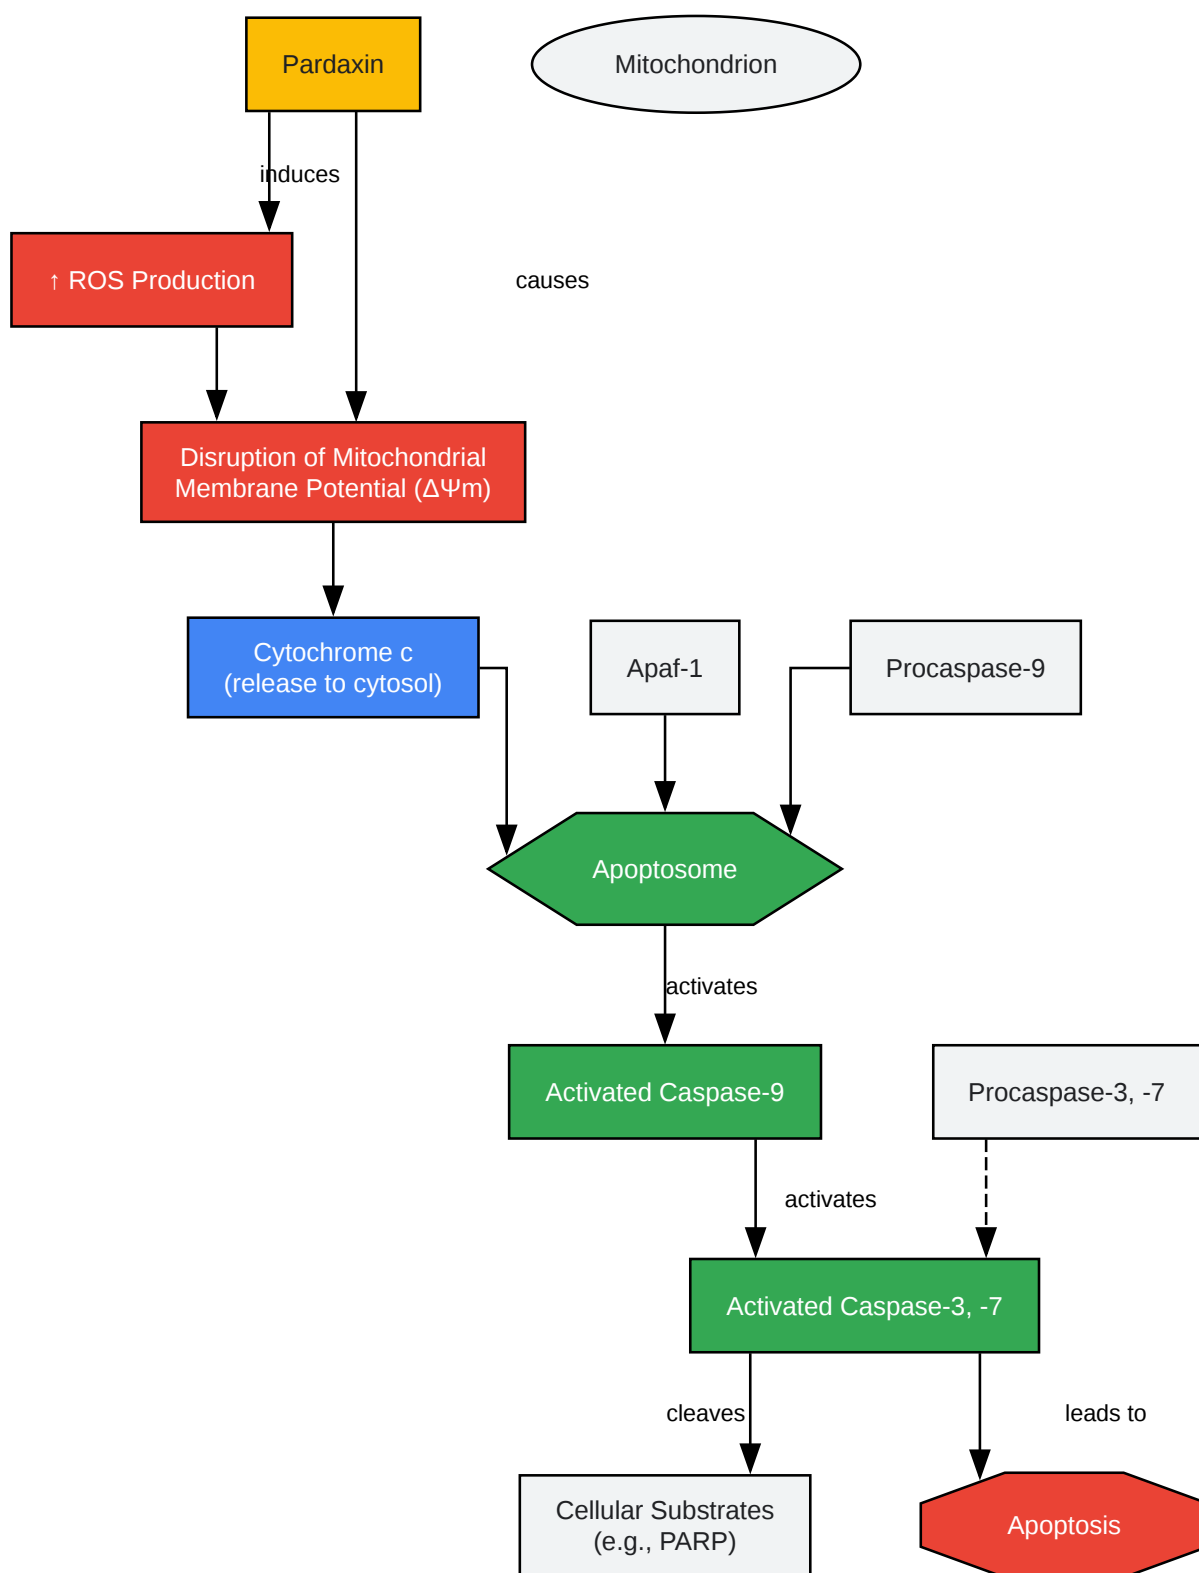 Pardaxin
Mitochondrion
induces
↑ ROS Production
causes
Disruption of Mitochondrial
Membrane Potential (ΔΨm)
Cytochrome c
(release to cytosol)
Apaf-1
Procaspase-9
Apoptosome
activates
Activated Caspase-9
Procaspase-3, -7
activates
Activated Caspase-3, -7
cleaves
leads to
Cellular Substrates
(e.g., PARP)
Apoptosis